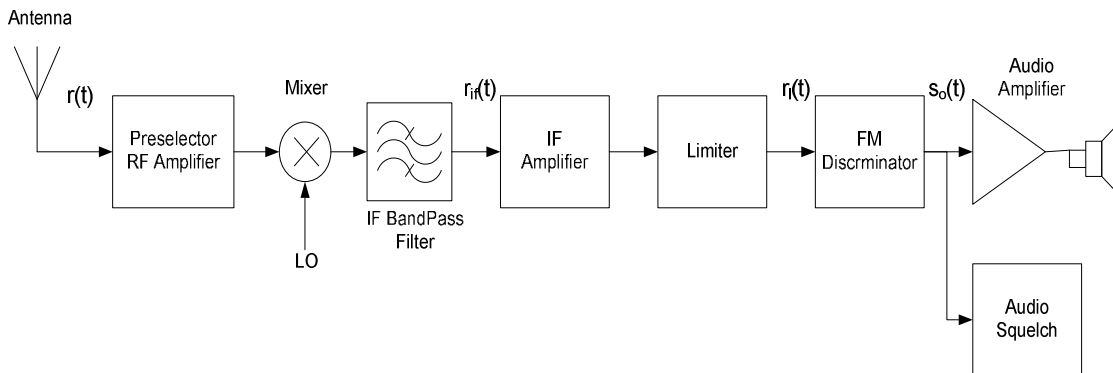 Antenna
r(t)
Preselector
RF Amplifier
Mixer
LO
IF BandPass
Filter
r_if(t)
IF
Amplifier
Limiter
r_l(t)
FM
Discrminator
s_o(t)
Audio
Amplifier
Audio
Squelch